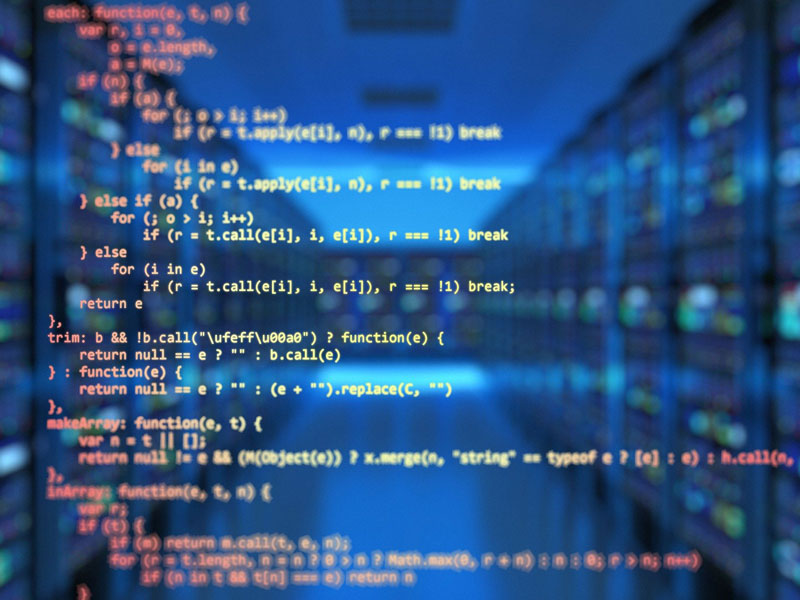 each: function(e, t, n) {
var r, i = 0,
o = e.length,
a = M(e);
if (n) {
if (a) {
for (; o > i; i++)
if (r = t.apply(e[i], n), r === !1) break
} else
for (i in e)
if (r = t.apply(e[i], n), r === !1) break
} else if (a) {
for (; o > i; i++)
if (r = t.call(e[i], i, e[i]), r === !1) break
} else
for (i in e)
if (r = t.call(e[i], i, e[i]), r === !1) break;
return e
},
trim: b && !b.call("\ufeff\u00a0") ? function(e) {
return null == e ? "" : b.call(e)
} : function(e) {
return null == e ? "" : (e + "").replace(C, "")
},
makeArray: function(e, t) {
var n = t || [];
return null != e && (M(Object(e)) ? x.merge(n, "string" == typeof e ? [e] : e) : h.call(n,
},
inArray: function(e, t, n) {
var r;
if (t) {
if (m) return m.call(t, e, n);
for (r = t.length, n = n ? 0 > n ? Math.max(0, r + n) : n : 0; r > n; n++)
if (n in t && t[n] === e) return n
}